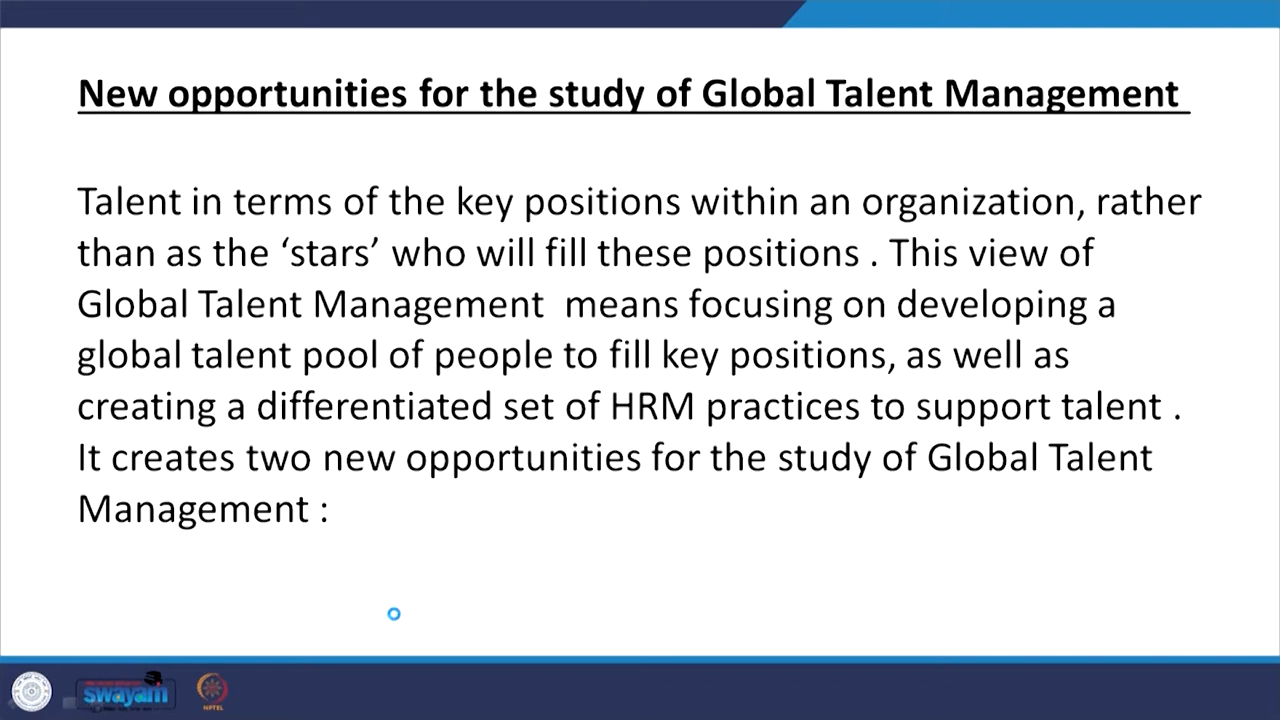 New opportunities for the study of Global Talent Management
Talent in terms of the key positions within an organization, rather
than as the ‘stars’ who will fill these positions . This view of
Global Talent Management  means focusing on developing a
global talent pool of people to fill key positions, as well as
creating a differentiated set of HRM practices to support talent .
It creates two new opportunities for the study of Global Talent
Management :
swayam
NPTEL